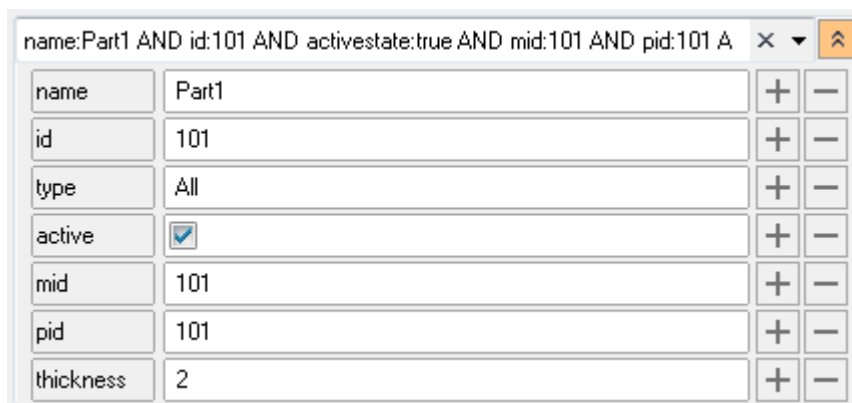 name:Part1 AND id:101 AND activestate:true AND mid:101 AND pid:101 A
name Part1
id 101
type All
active
mid 101
pid 101
thickness 2